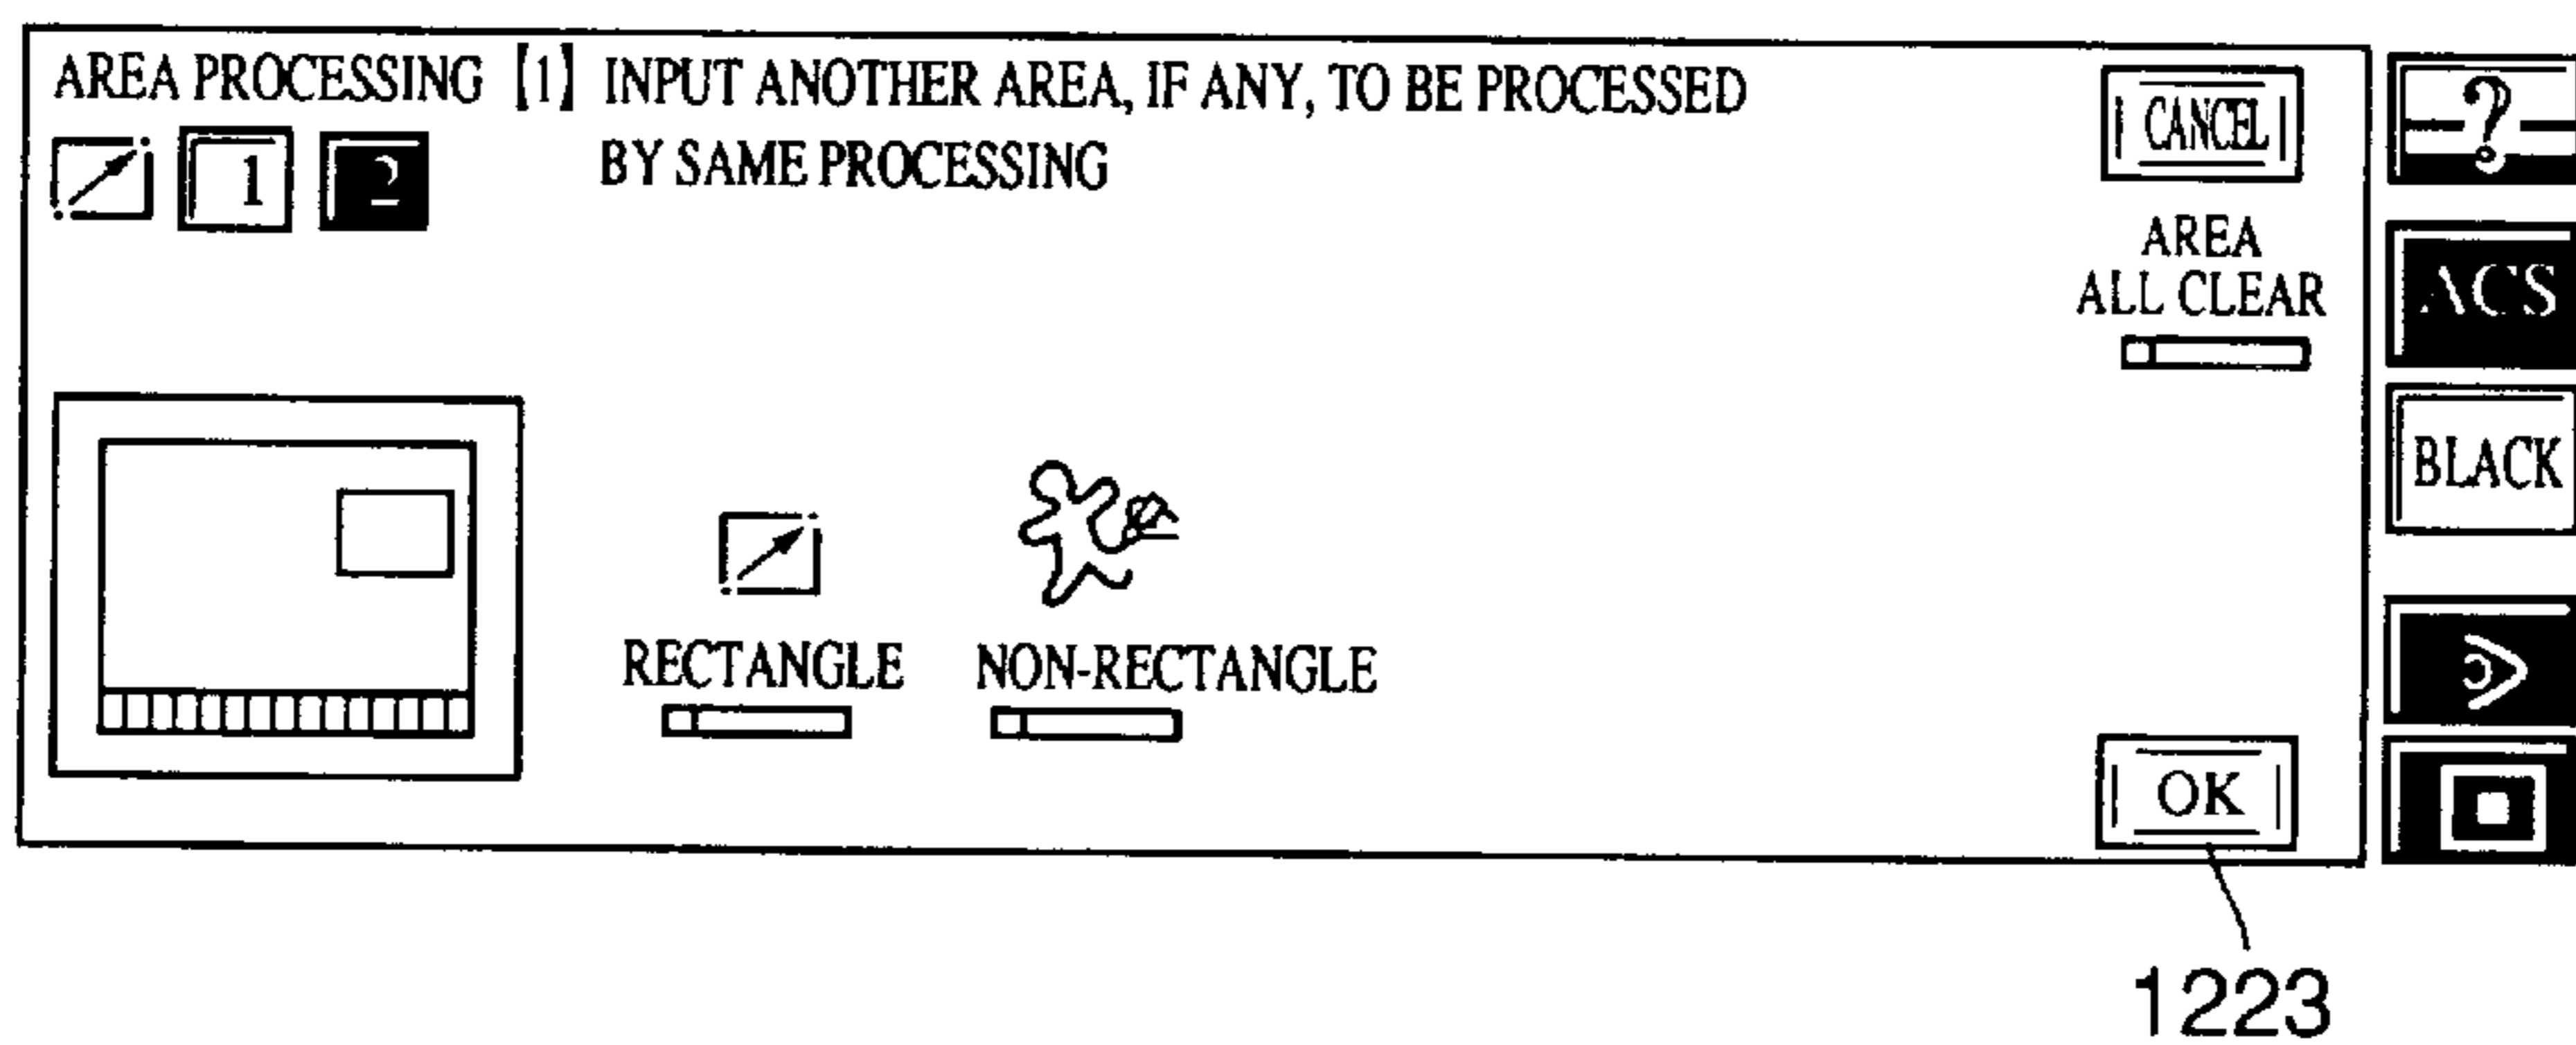 AREA PROCESSING [1] INPUT ANOTHER AREA, IF ANY, TO BE PROCESSED
BY SAME PROCESSING
1 2
CANCEL
?
AREA
ALL CLEAR
ACS
BLACK
RECTANGLE NON-RECTANGLE
OK
1223